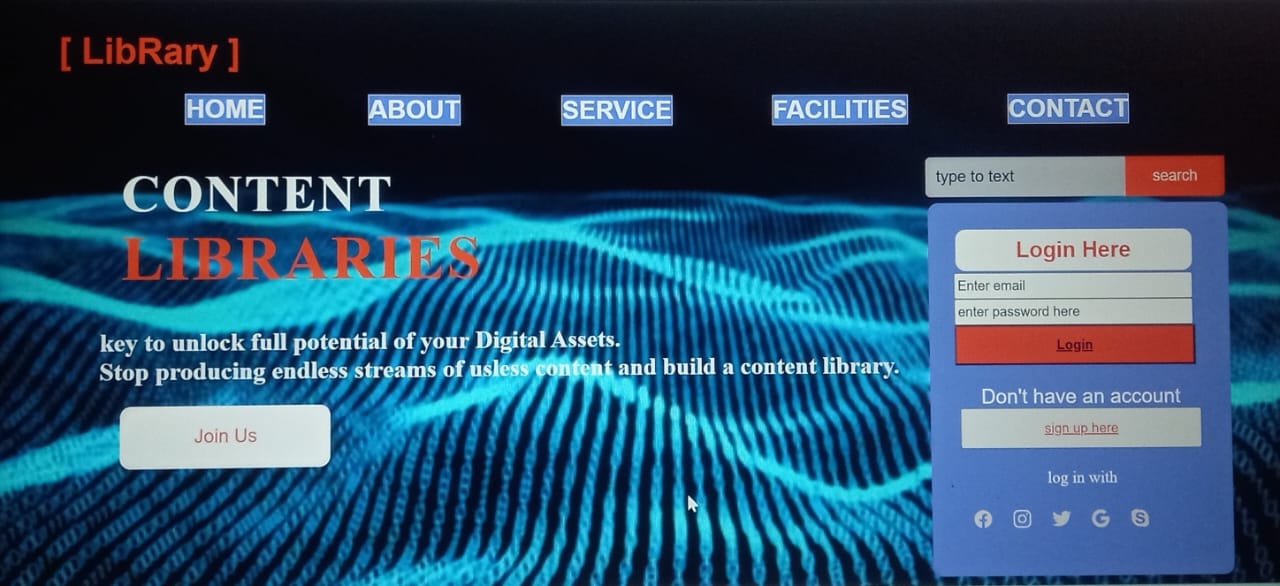 [ LibRary ]
HOME ABOUT SERVICE FACILITIES CONTACT
type to text search
CONTENT
LIBRARIES
key to unlock full potential of your Digital Assets.
Stop producing endless streams of usless content and build a content library.
Join Us
Login Here
Enter email
enter password here
Login
Don't have an account
sign up here
log in with